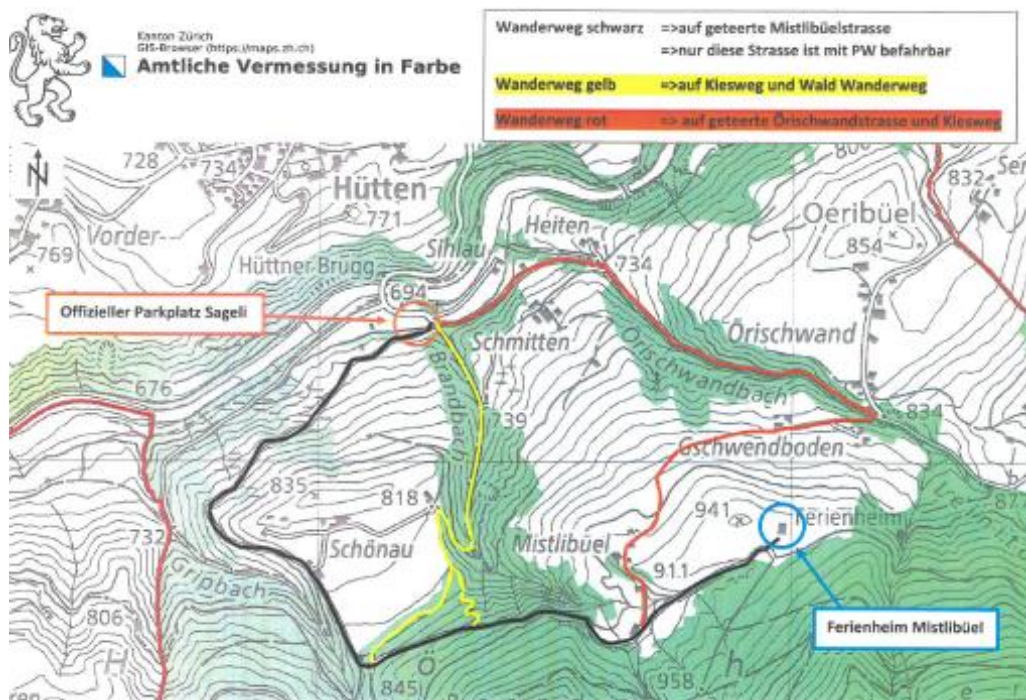 Kanton Zürich
GIS-Browser (https://maps.zh.ch)
Amtliche Vermessung in Farbe
Wanderweg schwarz =>auf geteerte Mistlibüelstrasse
=>nur diese Strasse ist mit PW befahrbar
Wanderweg gelb =>auf Kiesweg und Wald Wanderweg
Wanderweg rot => auf geteerte Örischwandstrasse und Kiesweg
N
728
734
Hütten
771
Vorder
769
Hüttner Brugg
Sihlau
Heiten
734
832
Oeribüel
854
694
Offizieller Parkplatz Sageli
Schmitten
Örischwand
Örischwandbach
676
Brandbach
39
834
Gschwendboden
835
818
941
Ferienheim
732
Schönau
Mistlibüel
911
Gripbach
806
H
Ö
h
845
958
Ferienheim Mistlibüel